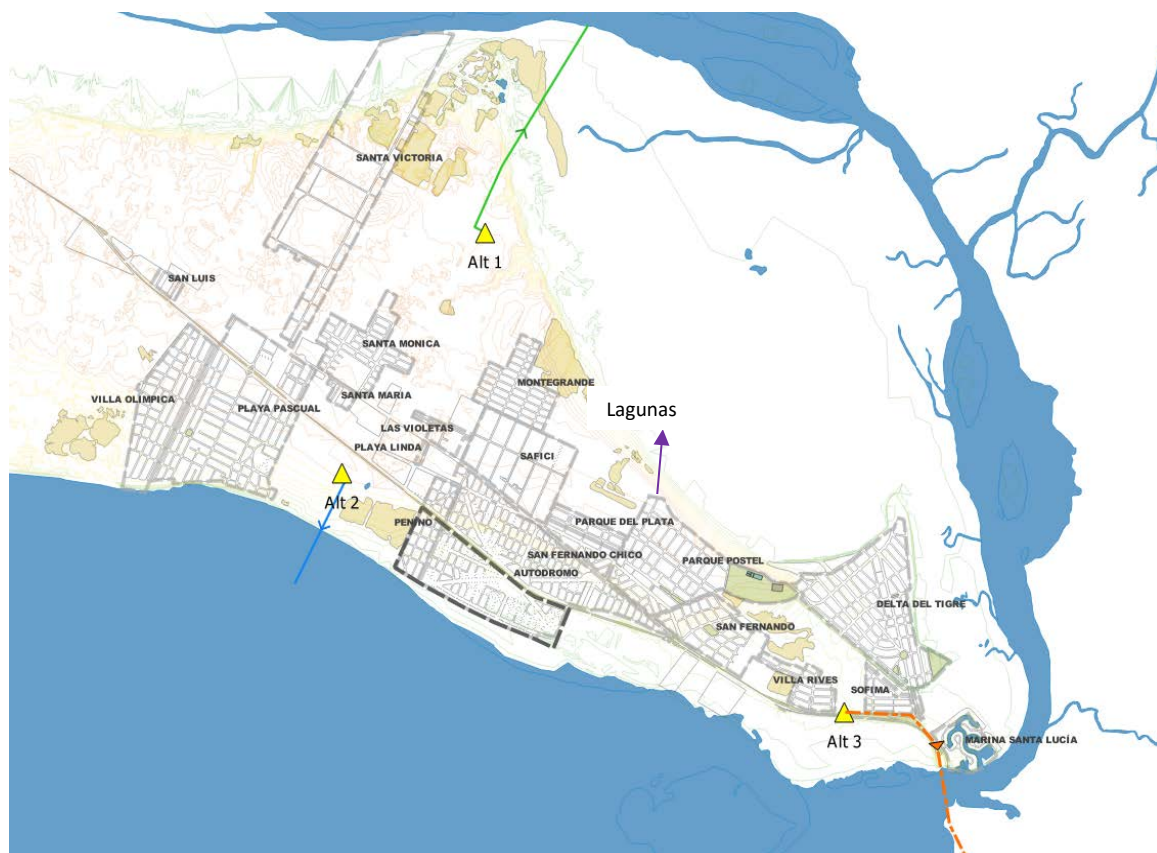 SANTA VICTORIA
Alt 1
SAN LUIS
SANTA MONICA
MONTEGRANDE
SANTA MARIA
VILLA OLIMPICA
PLAYA PASCUAL
Lagunas
LAS VIOLETAS
PLAYA LINDA
SAFICI
Alt 2
PENINO
PARQUE DEL PLATA
SAN FERNANDO CHICO
PARQUE POSTEL
AUTODROMO
DELTA DEL TIGRE
SAN FERNANDO
VILLA RIVES
SOFIMA
Alt 3
MARINA SANTA LUCÍA